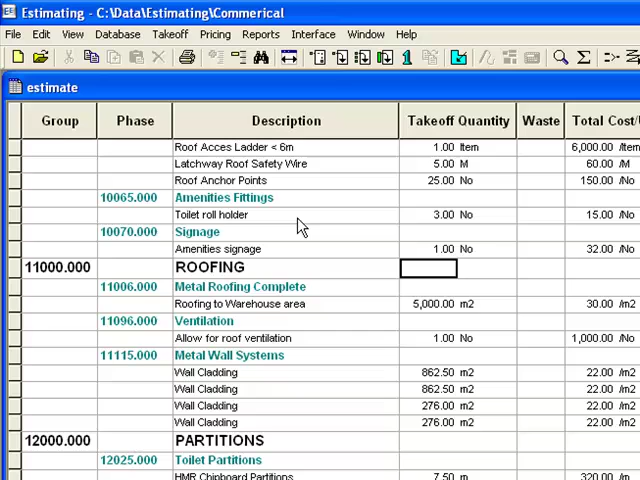 Estimating - C:\Data\Estimating\Commerical
File Edit View Database Takeoff Pricing Reports Interface Window Help
estimate
Group Phase Description Takeoff Quantity Waste Total Cost/U
Roof Acces Ladder < 6m 1.00 Item 6,000.00 /Item
Latchway Roof Safety Wire 5.00 M 60.00 /M
Roof Anchor Points 25.00 No 150.00 /No
10065.000 Amenities Fittings
Toilet roll holder 3.00 No 15.00 /No
10070.000 Signage
Amenities signage 1.00 No 32.00 /No
11000.000 ROOFING
11006.000 Metal Roofing Complete
Roofing to Warehouse area 5,000.00 m2 30.00 /m2
11096.000 Ventilation
Allow for roof ventilation 1.00 No 1,000.00 /No
11115.000 Metal Wall Systems
Wall Cladding 862.50 m2 22.00 /m2
Wall Cladding 862.50 m2 22.00 /m2
Wall Cladding 276.00 m2 22.00 /m2
Wall Cladding 276.00 m2 22.00 /m2
12000.000 PARTITIONS
12025.000 Toilet Partitions
HMR Chipboard Partitions 7.50 m 320.00 /m